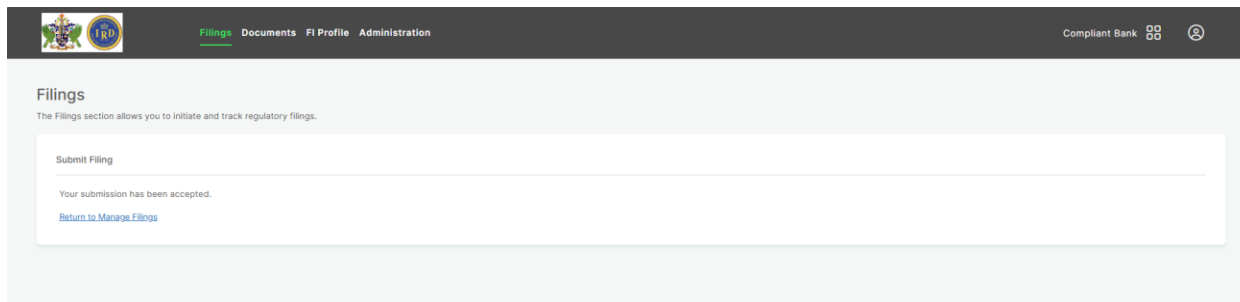 IRD
Filings Documents FI Profile Administration
Compliant Bank
Filings
The Filings section allows you to initiate and track regulatory filings.
Submit Filing
Your submission has been accepted.
Return to Manage Filings